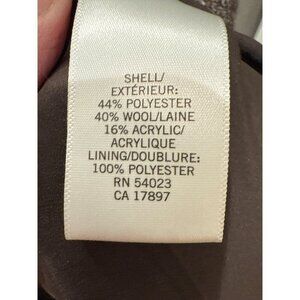 SHELL/
EXTÉRIEUR:
44% POLYESTER
40% WOOL/LAINE
16% ACRYLIC/
ACRYLIQUE
LINING/DOUBLURE:
100% POLYESTER
RN 54023
CA 17897